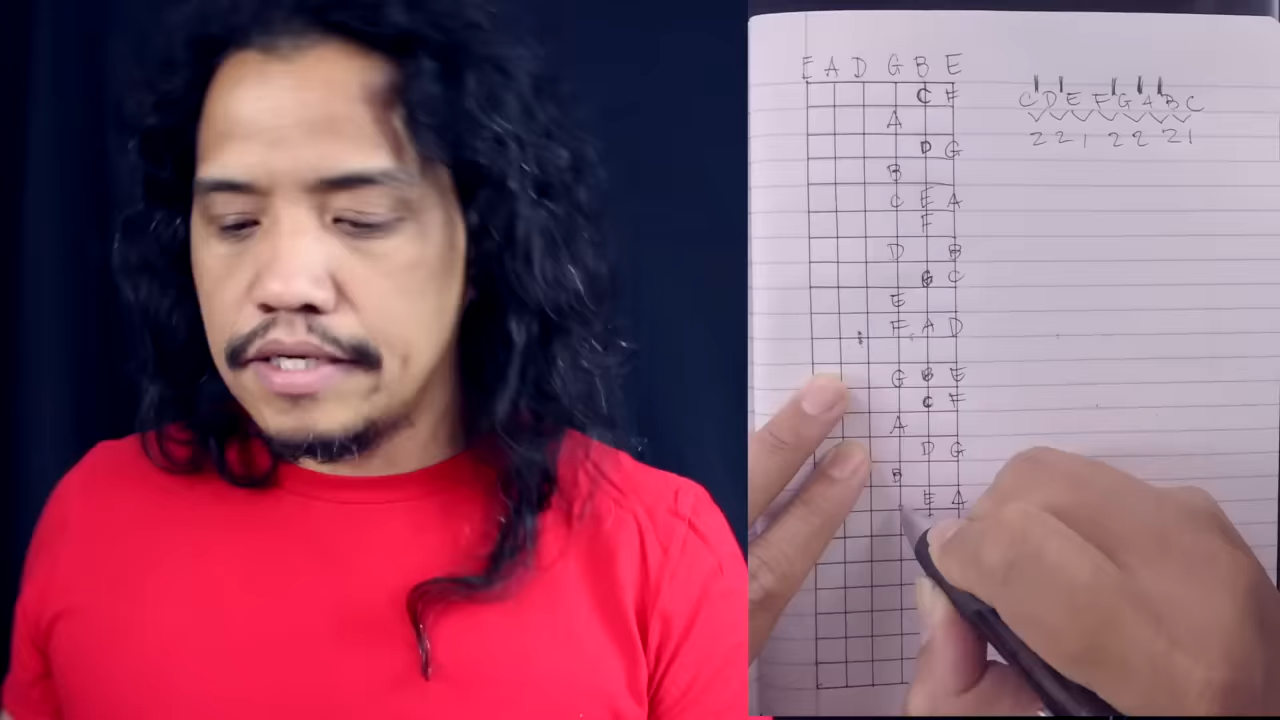 E A D G B E
C D E F G A B C
2 2 1 2 2 2 1
C F
A
D G
B
C E A
F
D B
G C
E
F A D
G B E
C F
A
D G
B
E A